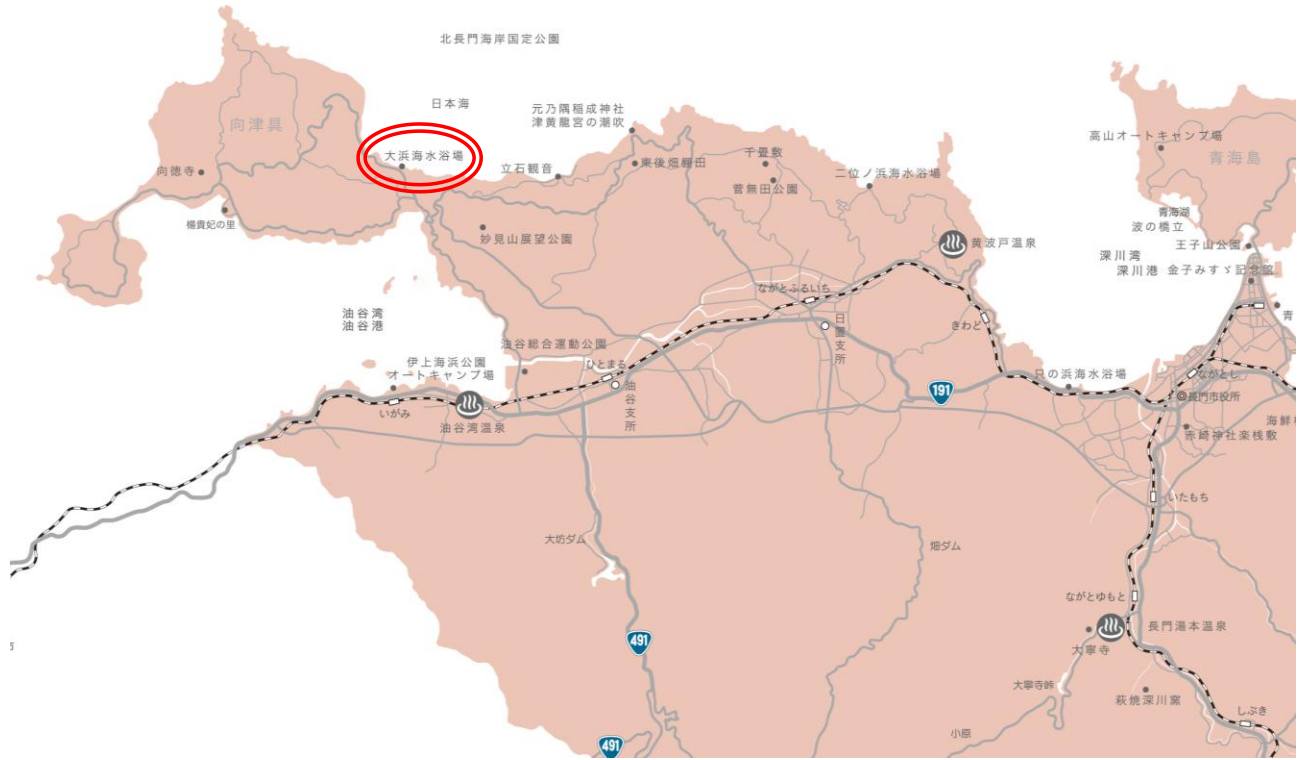 北長門海岸国定公園
日本海
元乃隅稲成神社
津黄龍宮の潮吹
高山オートキャンプ場
向津具
大浜海水浴場
立石観音
東後畑棚田
千畳敷
菅無田公園
二位ノ浜海水浴場
青海島
向徳寺
楊貴妃の里
妙見山展望公園
黄波戸温泉
青海湖
波の橋立
王子山公園
深川湾
深川港
金子みすゞ記念館
青
油谷湾
油谷港
ながとふるいち
日置支所
きわど
油谷総合運動公園
伊上海浜公園
オートキャンプ場
ひとまる
油谷支所
いがみ
油谷湾温泉
191
只の浜海水浴場
ながとし
長門市役所
海鮮
赤崎神社楽桟敷
いたもち
大坊ダム
畑ダム
ながとゆもと
長門湯本温泉
大寧寺
491
大寧寺峠
萩焼深川窯
しぶき
小原
491